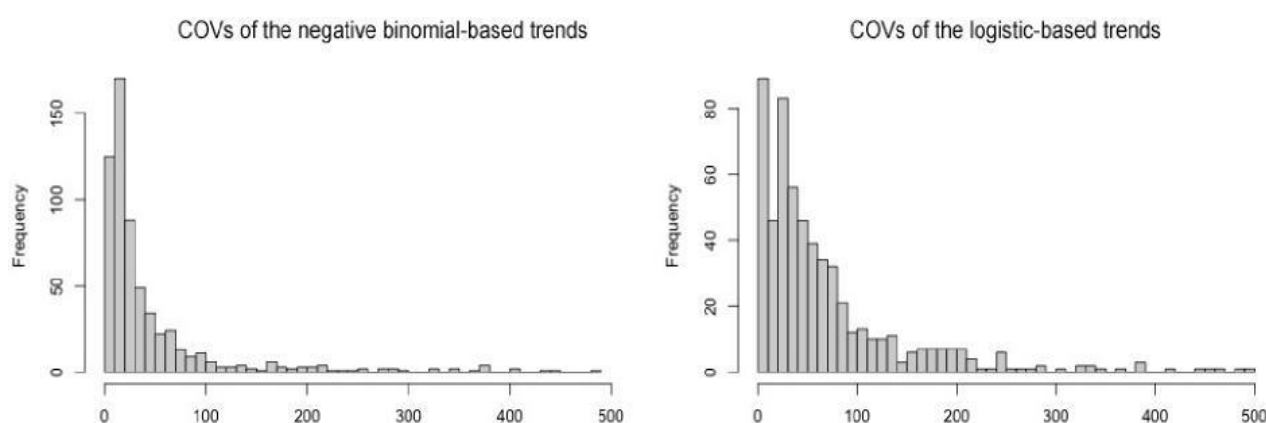 COVs of the negative binomial-based trends
Frequency
0 50 100 150
0 100 200 300 400 500
COVs of the logistic-based trends
Frequency
0 20 40 60 80
0 100 200 300 400 500